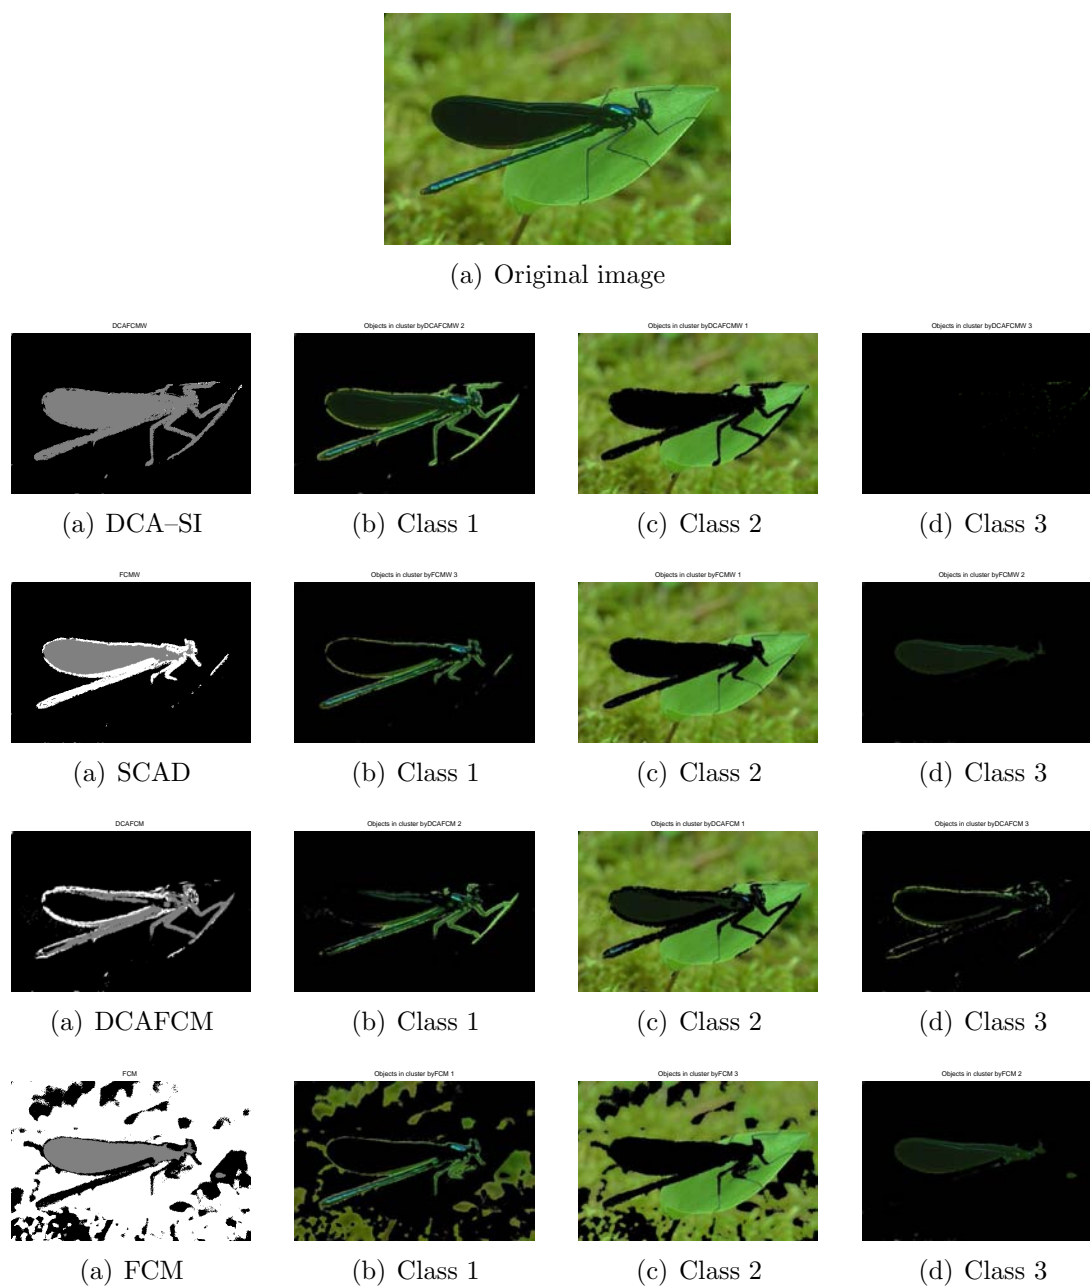 (a) Original image
DCAFCMW
Objects in cluster byDCAFCMW 2
Objects in cluster byDCAFCMW 1
Objects in cluster byDCAFCMW 3
(a) DCA–SI
(b) Class 1
(c) Class 2
(d) Class 3
FCMW
Objects in cluster byFCMW 3
Objects in cluster byFCMW 1
Objects in cluster byFCMW 2
(a) SCAD
(b) Class 1
(c) Class 2
(d) Class 3
DCAFCM
Objects in cluster byDCAFCM 2
Objects in cluster byDCAFCM 1
Objects in cluster byDCAFCM 3
(a) DCAFCM
(b) Class 1
(c) Class 2
(d) Class 3
FCM
Objects in cluster byFCM 1
Objects in cluster byFCM 3
Objects in cluster byFCM 2
(a) FCM
(b) Class 1
(c) Class 2
(d) Class 3